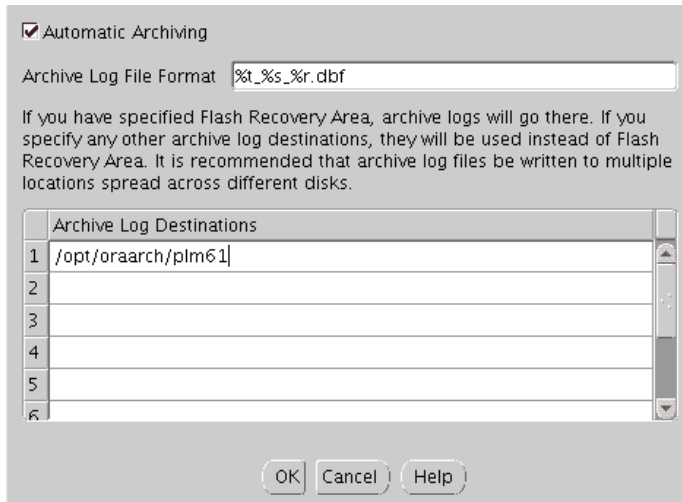 Automatic Archiving
Archive Log File Format %t_%s_%r.dbf
If you have specified Flash Recovery Area, archive logs will go there. If you
specify any other archive log destinations, they will be used instead of Flash
Recovery Area. It is recommended that archive log files be written to multiple
locations spread across different disks.
Archive Log Destinations
1 /opt/oraarch/plm61
2
3
4
5
6
OK Cancel Help